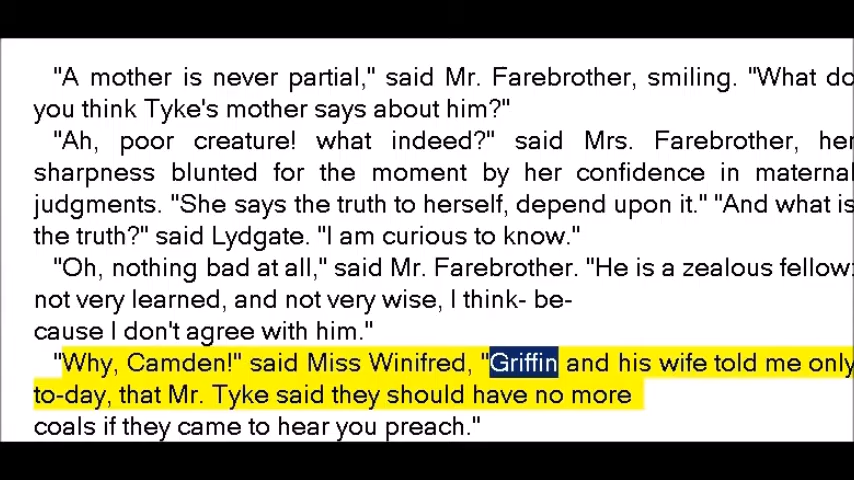 "A mother is never partial," said Mr. Farebrother, smiling. "What do
you think Tyke's mother says about him?"
"Ah, poor creature! what indeed?" said Mrs. Farebrother, her
sharpness blunted for the moment by her confidence in maternal
judgments. "She says the truth to herself, depend upon it." "And what is
the truth?" said Lydgate. "I am curious to know."
"Oh, nothing bad at all," said Mr. Farebrother. "He is a zealous fellow:
not very learned, and not very wise, I think- be-
cause I don't agree with him."
"Why, Camden!" said Miss Winifred, "Griffin and his wife told me only
to-day, that Mr. Tyke said they should have no more
coals if they came to hear you preach."